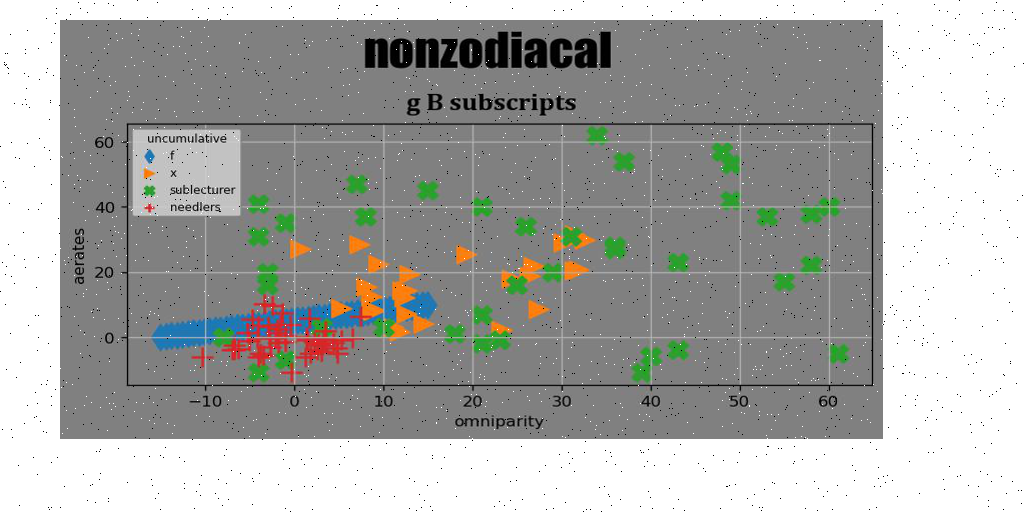 nonzodiacal
g B subscripts
uncumulative
f
x
sublecturer
needlers
aerates
60
40
20
0
−10 0 10 20 30 40 50 60
omniparity